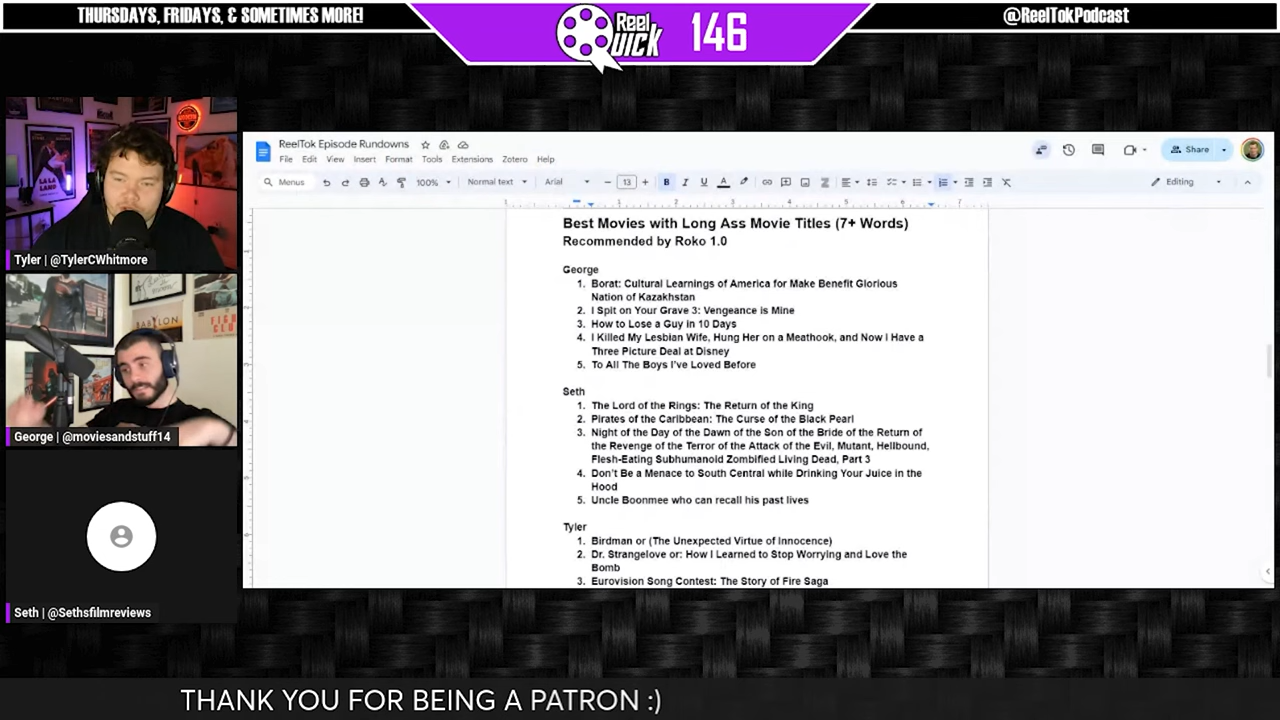 THURSDAYS, FRIDAYS, & SOMETIMES MORE!
Reel
QUICK
146
@ReelTokPodcast
LA LA
LAND
Tyler | @TylerCWhitmore
BABYLON
FIGHT
CLUB
George | @moviesandstuff14
Seth | @Sethsfilmreviews
ReelTok Episode Rundowns
File Edit View Insert Format Tools Extensions Zotero Help
Share
Menus
100%
Normal text
Arial
13
Editing
Best Movies with Long Ass Movie Titles (7+ Words)
Recommended by Roko 1.0
George
1. Borat: Cultural Learnings of America for Make Benefit Glorious
Nation of Kazakhstan
2. I Spit on Your Grave 3: Vengeance is Mine
3. How to Lose a Guy in 10 Days
4. I Killed My Lesbian Wife, Hung Her on a Meathook, and Now I Have a
Three Picture Deal at Disney
5. To All The Boys I've Loved Before
Seth
1. The Lord of the Rings: The Return of the King
2. Pirates of the Caribbean: The Curse of the Black Pearl
3. Night of the Day of the Dawn of the Son of the Bride of the Return of
the Revenge of the Terror of the Attack of the Evil, Mutant, Hellbound,
Flesh-Eating Subhumanoid Zombified Living Dead, Part 3
4. Don't Be a Menace to South Central while Drinking Your Juice in the
Hood
5. Uncle Boonmee who can recall his past lives
Tyler
1. Birdman or (The Unexpected Virtue of Innocence)
2. Dr. Strangelove or: How I Learned to Stop Worrying and Love the
Bomb
3. Eurovision Song Contest: The Story of Fire Saga
THANK YOU FOR BEING A PATRON :)